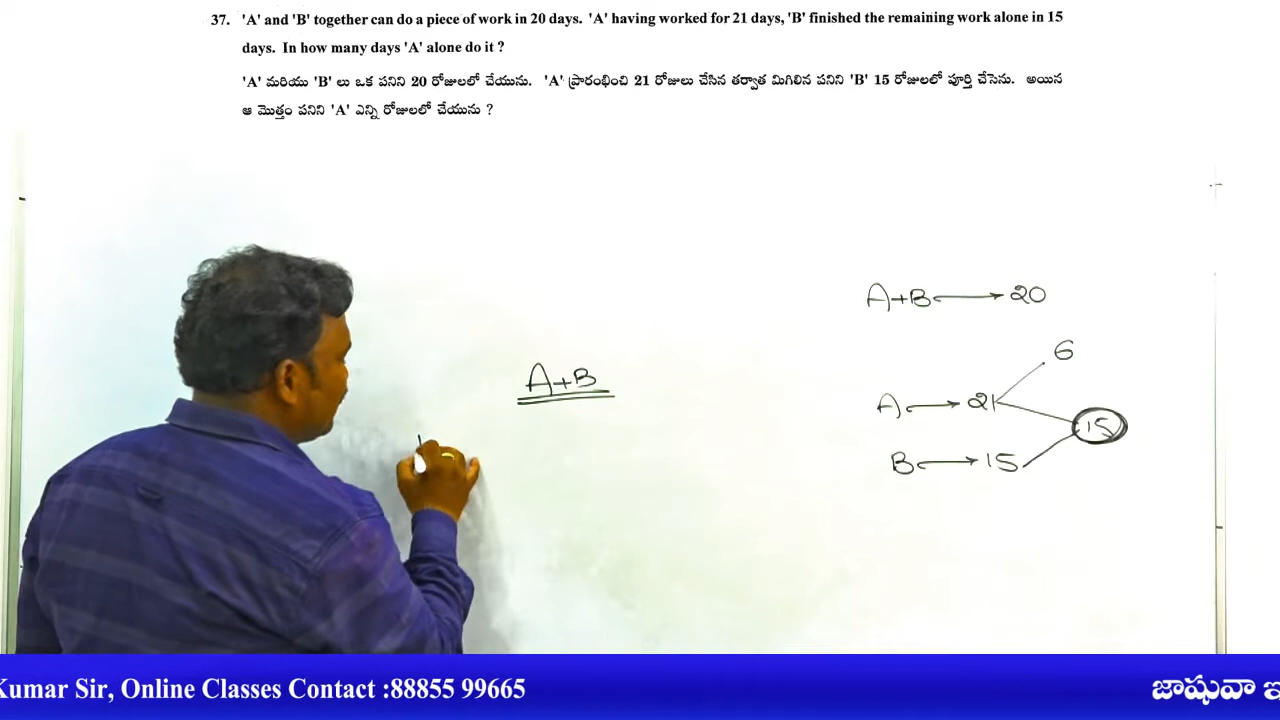 37. 'A' and 'B' together can do a piece of work in 20 days. 'A' having worked for 21 days, 'B' finished the remaining work alone in 15
days. In how many days 'A' alone do it ?
'A' మరియు 'B' లు ఒక పనిని 20 రోజులలో చేయును. 'A' ప్రారంభించి 21 రోజులు చేసిన తర్వాత మిగిలిన పనిని 'B' 15 రోజులలో పూర్తి చేసెను. అయిన
ఆ మొత్తం పనిని 'A' ఎన్ని రోజులలో చేయును ?
A+B → 20
6
A+B
A → 21
15
B → 15
Kumar Sir, Online Classes Contact :88855 99665
జాషువా